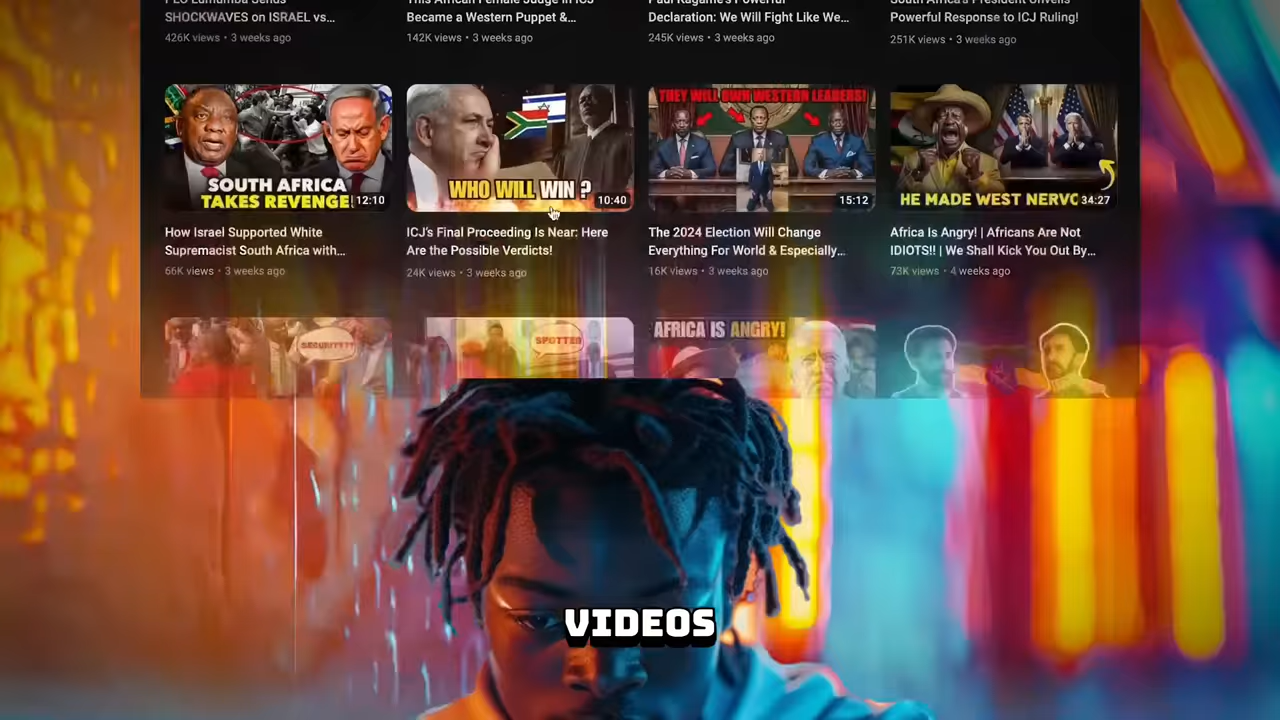 SHOCKWAVES on ISRAEL vs...
Became a Western Puppet &...
Declaration: We Will Fight Like We...
Powerful Response to ICJ Ruling!
426K views • 3 weeks ago
142K views • 3 weeks ago
245K views • 3 weeks ago
251K views • 3 weeks ago
SOUTH AFRICA
TAKES REVENGE!
12:10
WHO WILL WIN ?
10:40
THEY WILL OWN WESTERN LEADERS!
15:12
HE MADE WEST NERVO
34:27
How Israel Supported White
Supremacist South Africa with...
66K views • 3 weeks ago
ICJ's Final Proceeding Is Near: Here
Are the Possible Verdicts!
24K views • 3 weeks ago
The 2024 Election Will Change
Everything For World & Especially...
16K views • 3 weeks ago
Africa Is Angry! | Africans Are Not
IDIOTS!! | We Shall Kick You Out By...
73K views • 4 weeks ago
SECURITY??
SPOTTED
AFRICA IS ANGRY!
VIDEOS